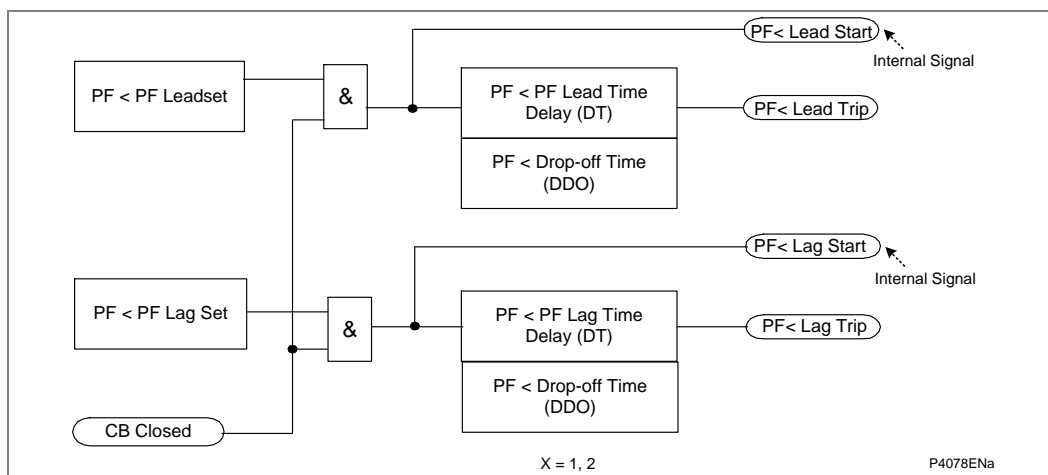 PF< Lead Start
Internal Signal
PF < PF Leadset
&
PF < PF Lead Time
Delay (DT)
PF< Lead Trip
PF < Drop-off Time
(DDO)
PF< Lag Start
Internal Signal
PF < PF Lag Set
&
PF < PF Lag Time
Delay (DT)
PF< Lag Trip
PF < Drop-off Time
(DDO)
CB Closed
X = 1, 2
P4078ENa